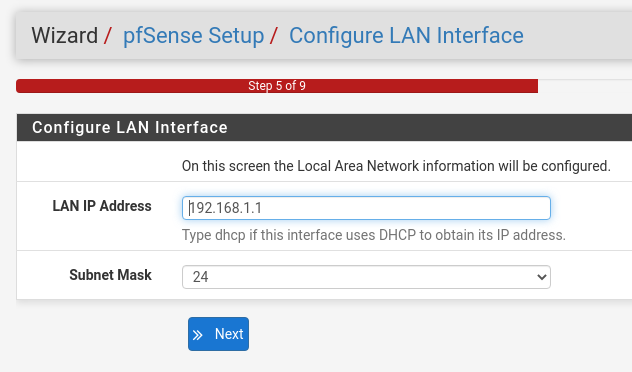 Wizard / pfSense Setup / Configure LAN Interface
Step 5 of 9
Configure LAN Interface
On this screen the Local Area Network information will be configured.
LAN IP Address
192.168.1.1
Type dhcp if this interface uses DHCP to obtain its IP address.
Subnet Mask
24
Next